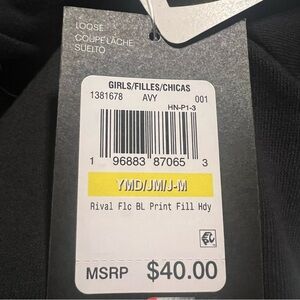 LOOSE
COUPE LÂCHE
SUELTO
GIRLS/FILLES/CHICAS
1381678 AVY 001
HN-P1-3
1 96883 87065 3
YMD/JM/J-M
Rival Flc BL Print Fill Hdy
MSRP $40.00